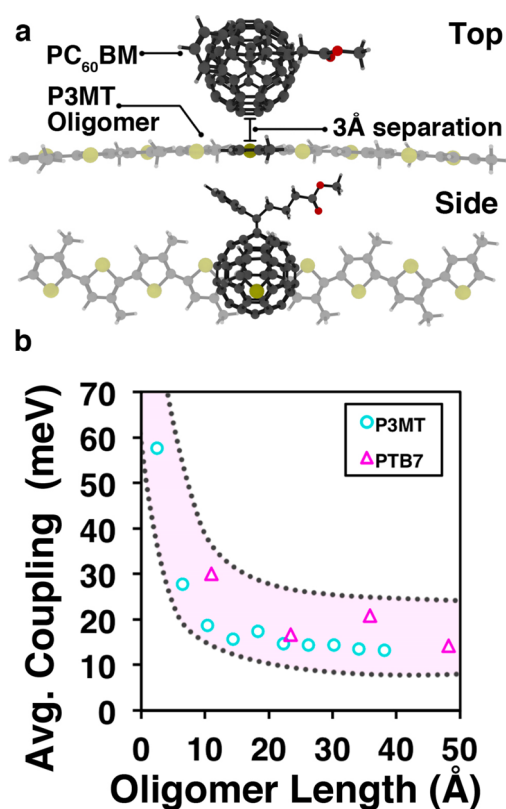 a
Top
PC₆₀BM
P3MT
Oligomer
3Å separation
Side
b
Avg. Coupling (meV)
70
60
50
40
30
20
10
0
P3MT
PTB7
0 10 20 30 40 50
Oligomer Length (Å)